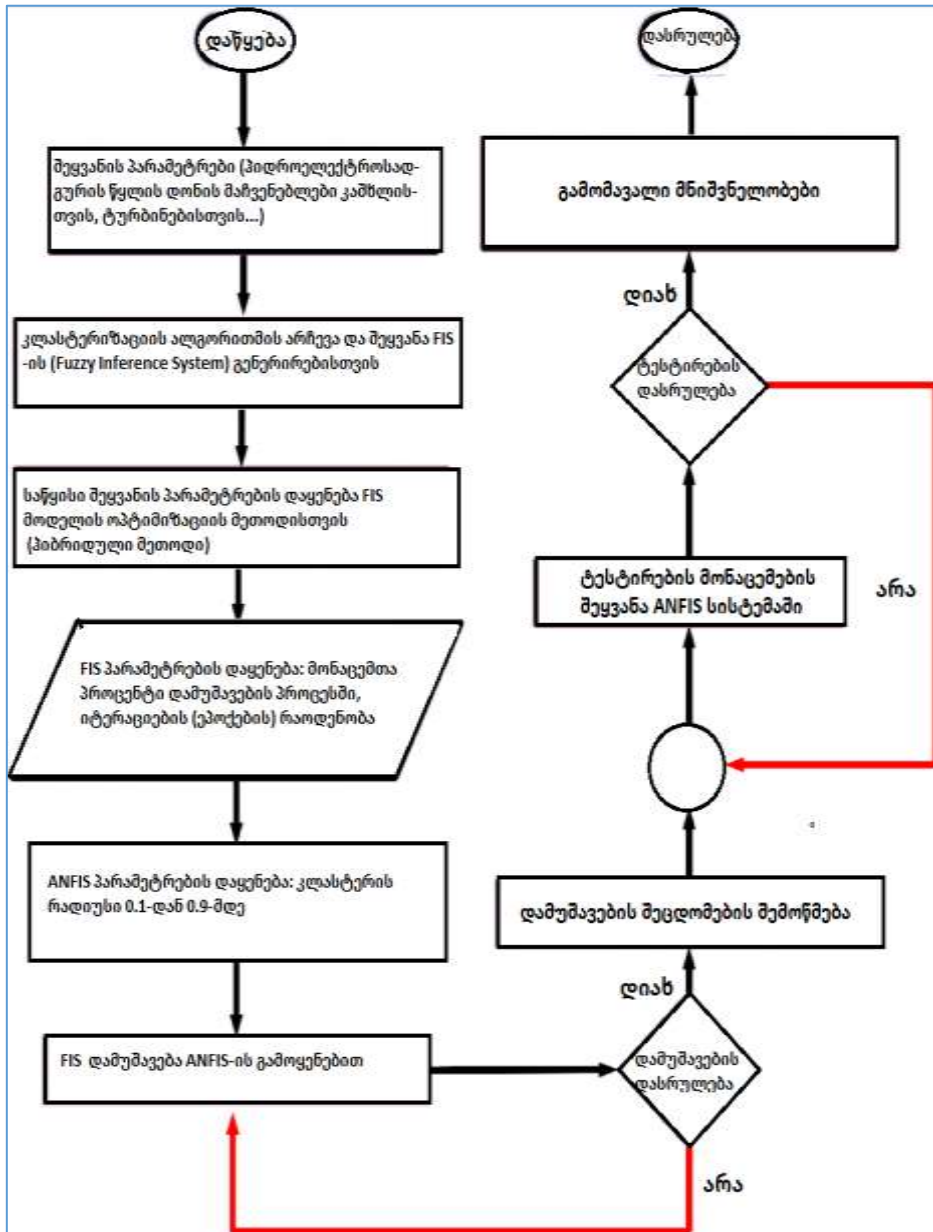 დაწყება
შეყვანის პარამეტრები (ჰიდროელექტროსად-
გურის წყლის დონის მაჩვენებლები კაშხლის-
თვის, ტურბინებისთვის...)
კლასტერიზაციის ალგორითმის არჩევა და შეყვანა FIS
-ის (Fuzzy Inference System) გენერირებისთვის
საწყისი შეყვანის პარამეტრების დაყენება FIS
მოდელის ოპტიმიზაციის მეთოდისთვის
(ჰიბრიდული მეთოდი)
FIS პარამეტრების დაყენება: მონაცემთა
პროცენტი დამუშავების პროცესში,
იტერაციების (ეპოქების) რაოდენობა
ANFIS პარამეტრების დაყენება: კლასტერის
რადიუსი 0.1-დან 0.9-მდე
FIS დამუშავება ANFIS-ის გამოყენებით
დამუშავების
დასრულება
არა
დიახ
დამუშავების შეცდომების შემოწმება
ტესტირების მონაცემების
შეყვანა ANFIS სისტემაში
ტესტირების
დასრულება
არა
დიახ
გამომავალი მნიშვნელობები
დასრულება